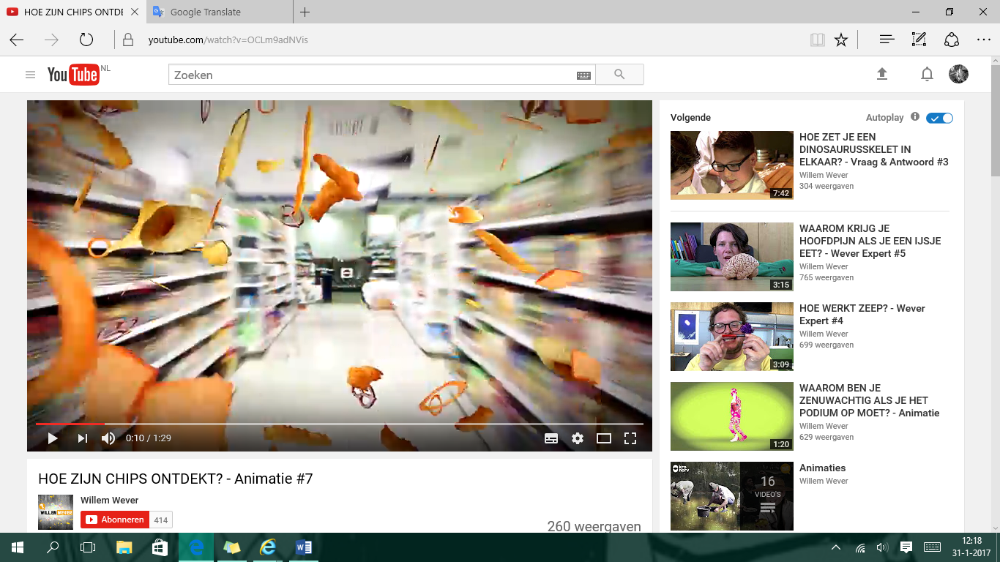 HOE ZIJN CHIPS ONTDE
Google Translate
youtube.com/watch?v=OCLm9adNVis
YouTube NL
Zoeken
Volgende
Autoplay
HOE ZET JE EEN
DINOSAURUSSKELET IN
ELKAAR? - Vraag & Antwoord #3
Willem Wever
304 weergaven
7:42
WAAROM KRIJG JE
HOOFDPIJN ALS JE EEN IJSJE
EET? - Wever Expert #5
Willem Wever
765 weergaven
3:15
HOE WERKT ZEEP? - Wever
Expert #4
Willem Wever
699 weergaven
3:09
WAAROM BEN JE
ZENUWACHTIG ALS JE HET
PODIUM OP MOET? - Animatie
Willem Wever
629 weergaven
1:20
Animaties
Willem Wever
kro
ncrv
16
VIDEO'S
0:10 / 1:29
HOE ZIJN CHIPS ONTDEKT? - Animatie #7
WILLEM WEVER
Willem Wever
Abonneren 414
260 weergaven
12:18
31-1-2017